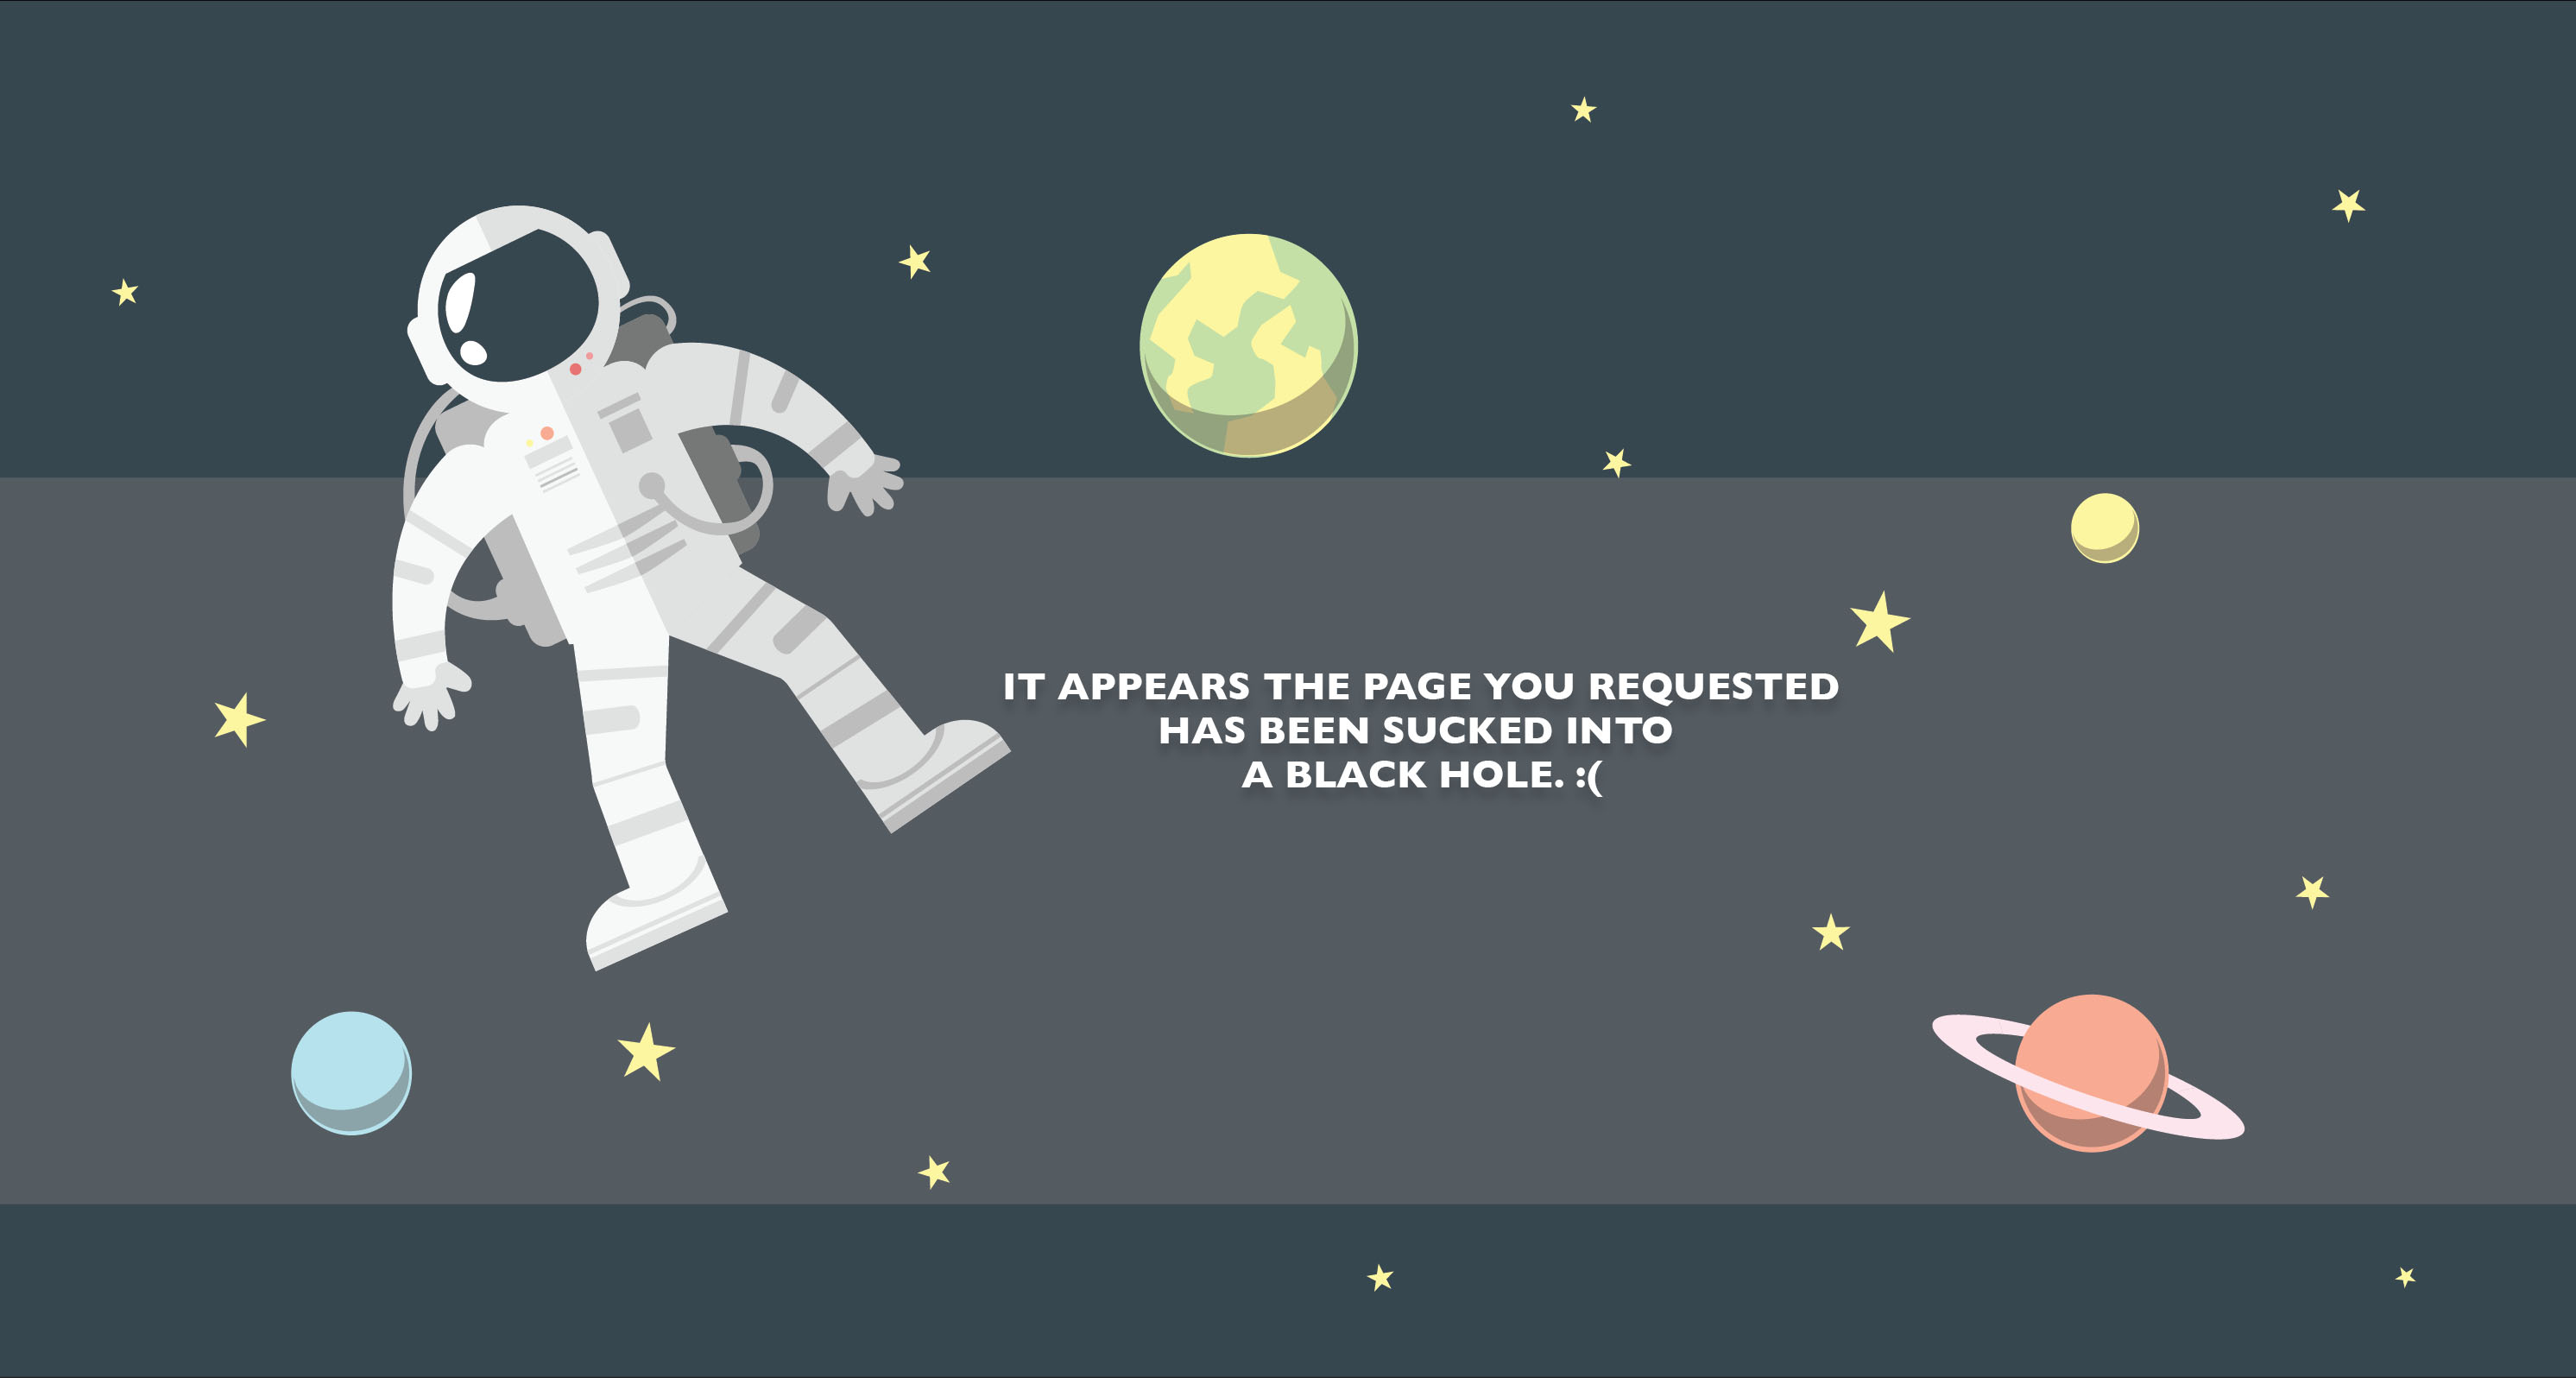 IT APPEARS THE PAGE YOU REQUESTED
HAS BEEN SUCKED INTO
A BLACK HOLE. :(